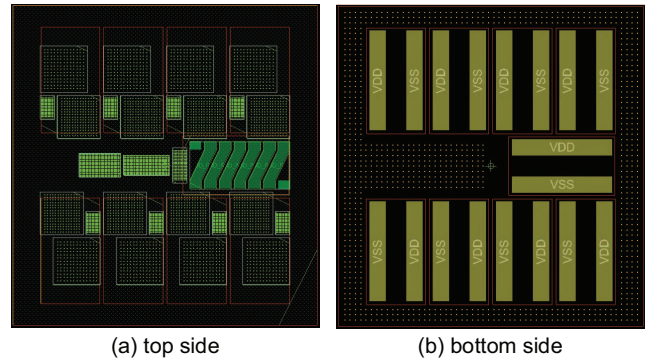 VDD VSS VDD VSS VDD VSS VDD VSS
VDD
VSS
VSS VDD VSS VDD VSS VDD VSS VDD
(a) top side
(b) bottom side